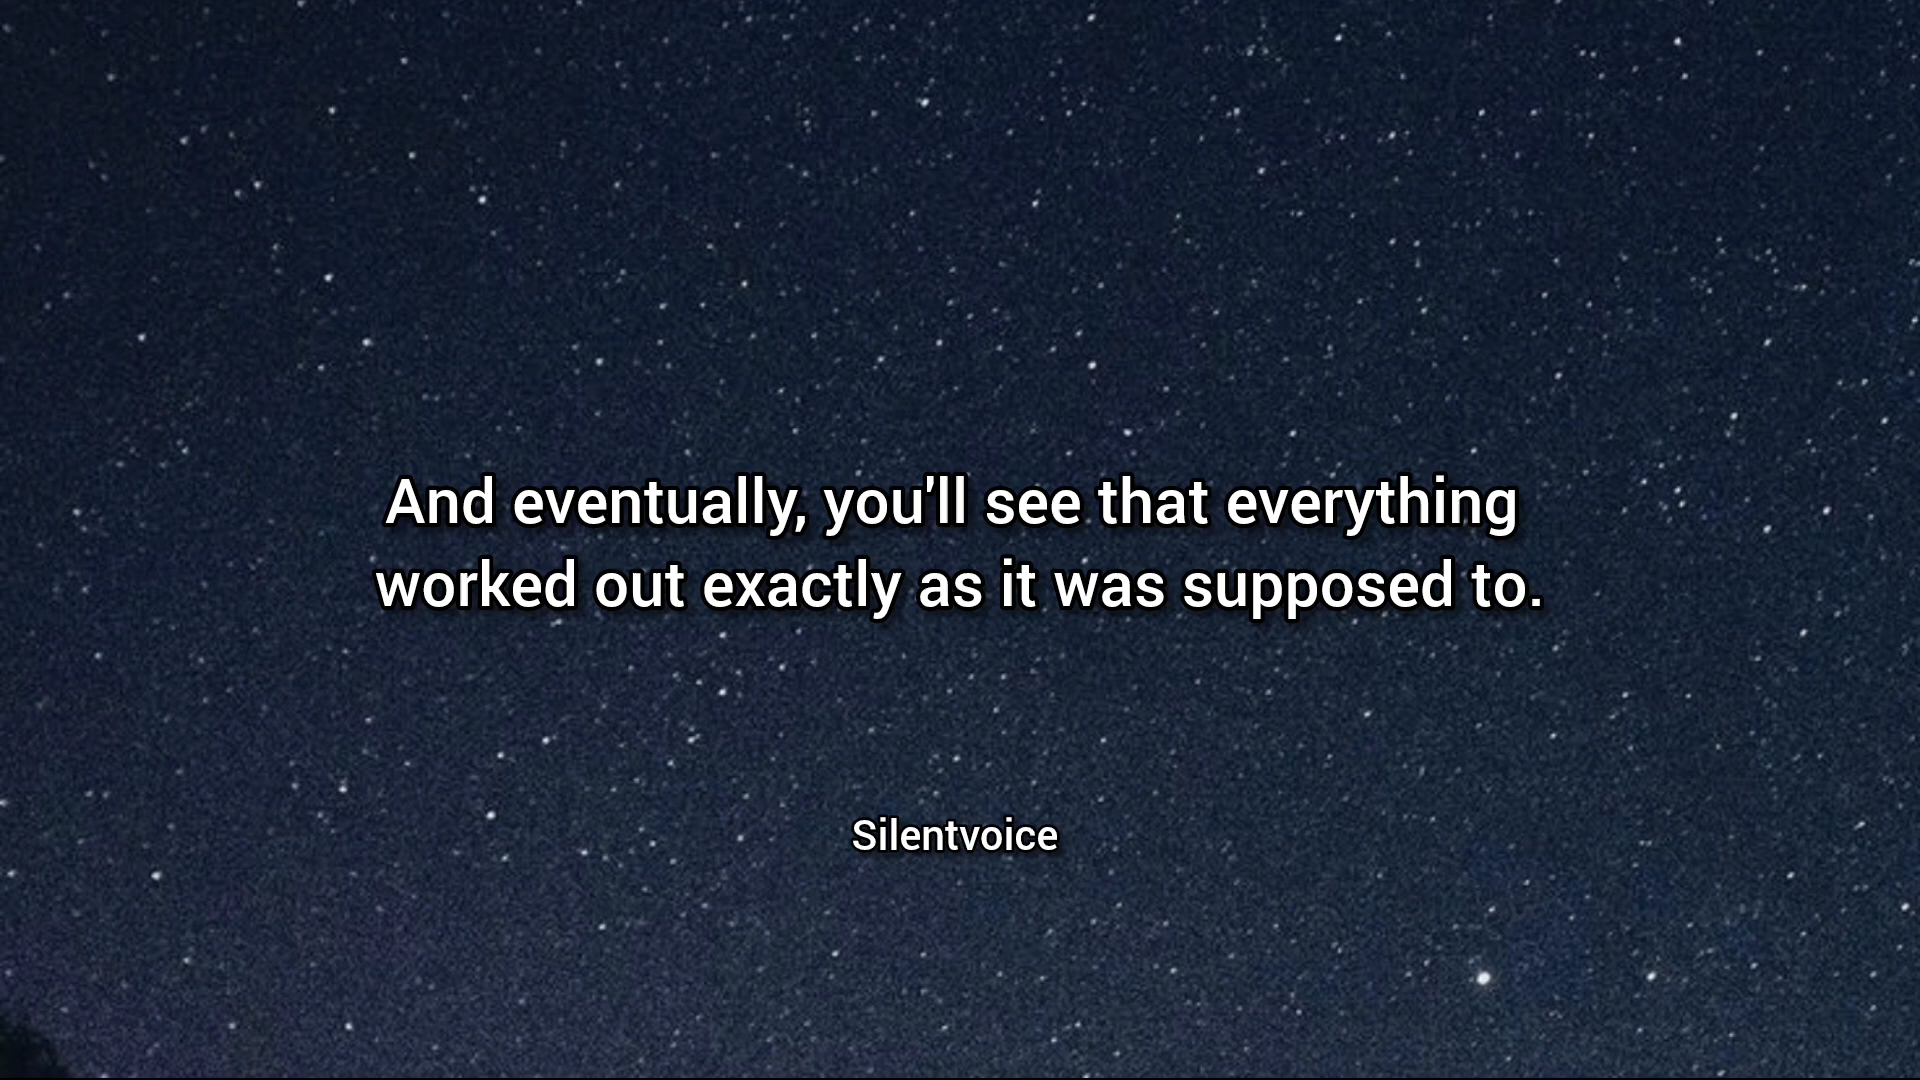 And eventually, you'll see that everything
worked out exactly as it was supposed to.
Silentvoice